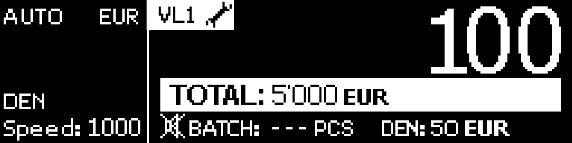 AUTO EUR
VL1
100
TOTAL: 5'000 EUR
DEN
Speed: 1000
BATCH: --- PCS DEN: 50 EUR